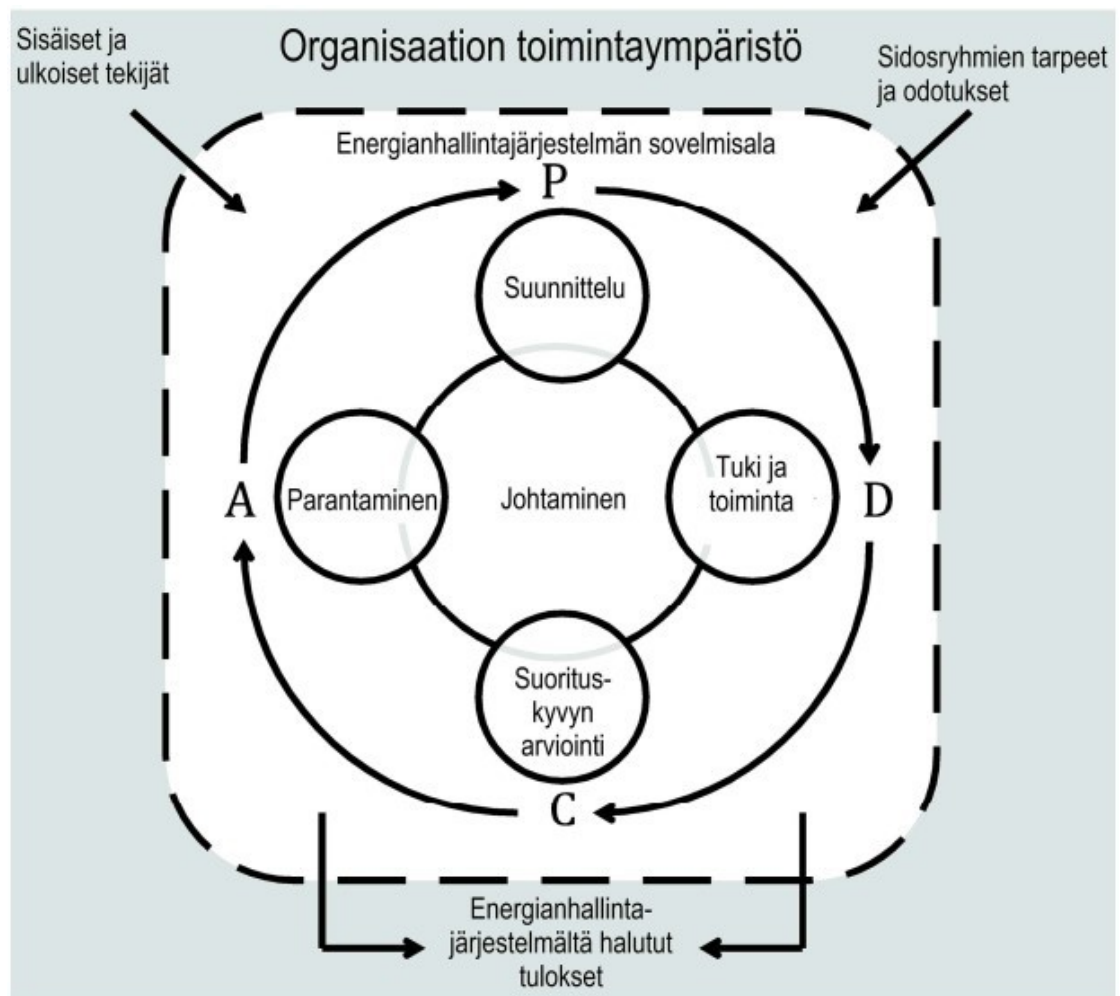 Organisaation toimintaympäristö
Sisäiset ja
ulkoiset tekijät
Sidosryhmien tarpeet
ja odotukset
Energianhallintajärjestelmän sovelmisala
P
Suunnittelu
A
Parantaminen
Johtaminen
Tuki ja
toiminta
D
Suoritus-
kyvyn
arviointi
C
Energianhallinta-
järjestelmältä halutut
tulokset